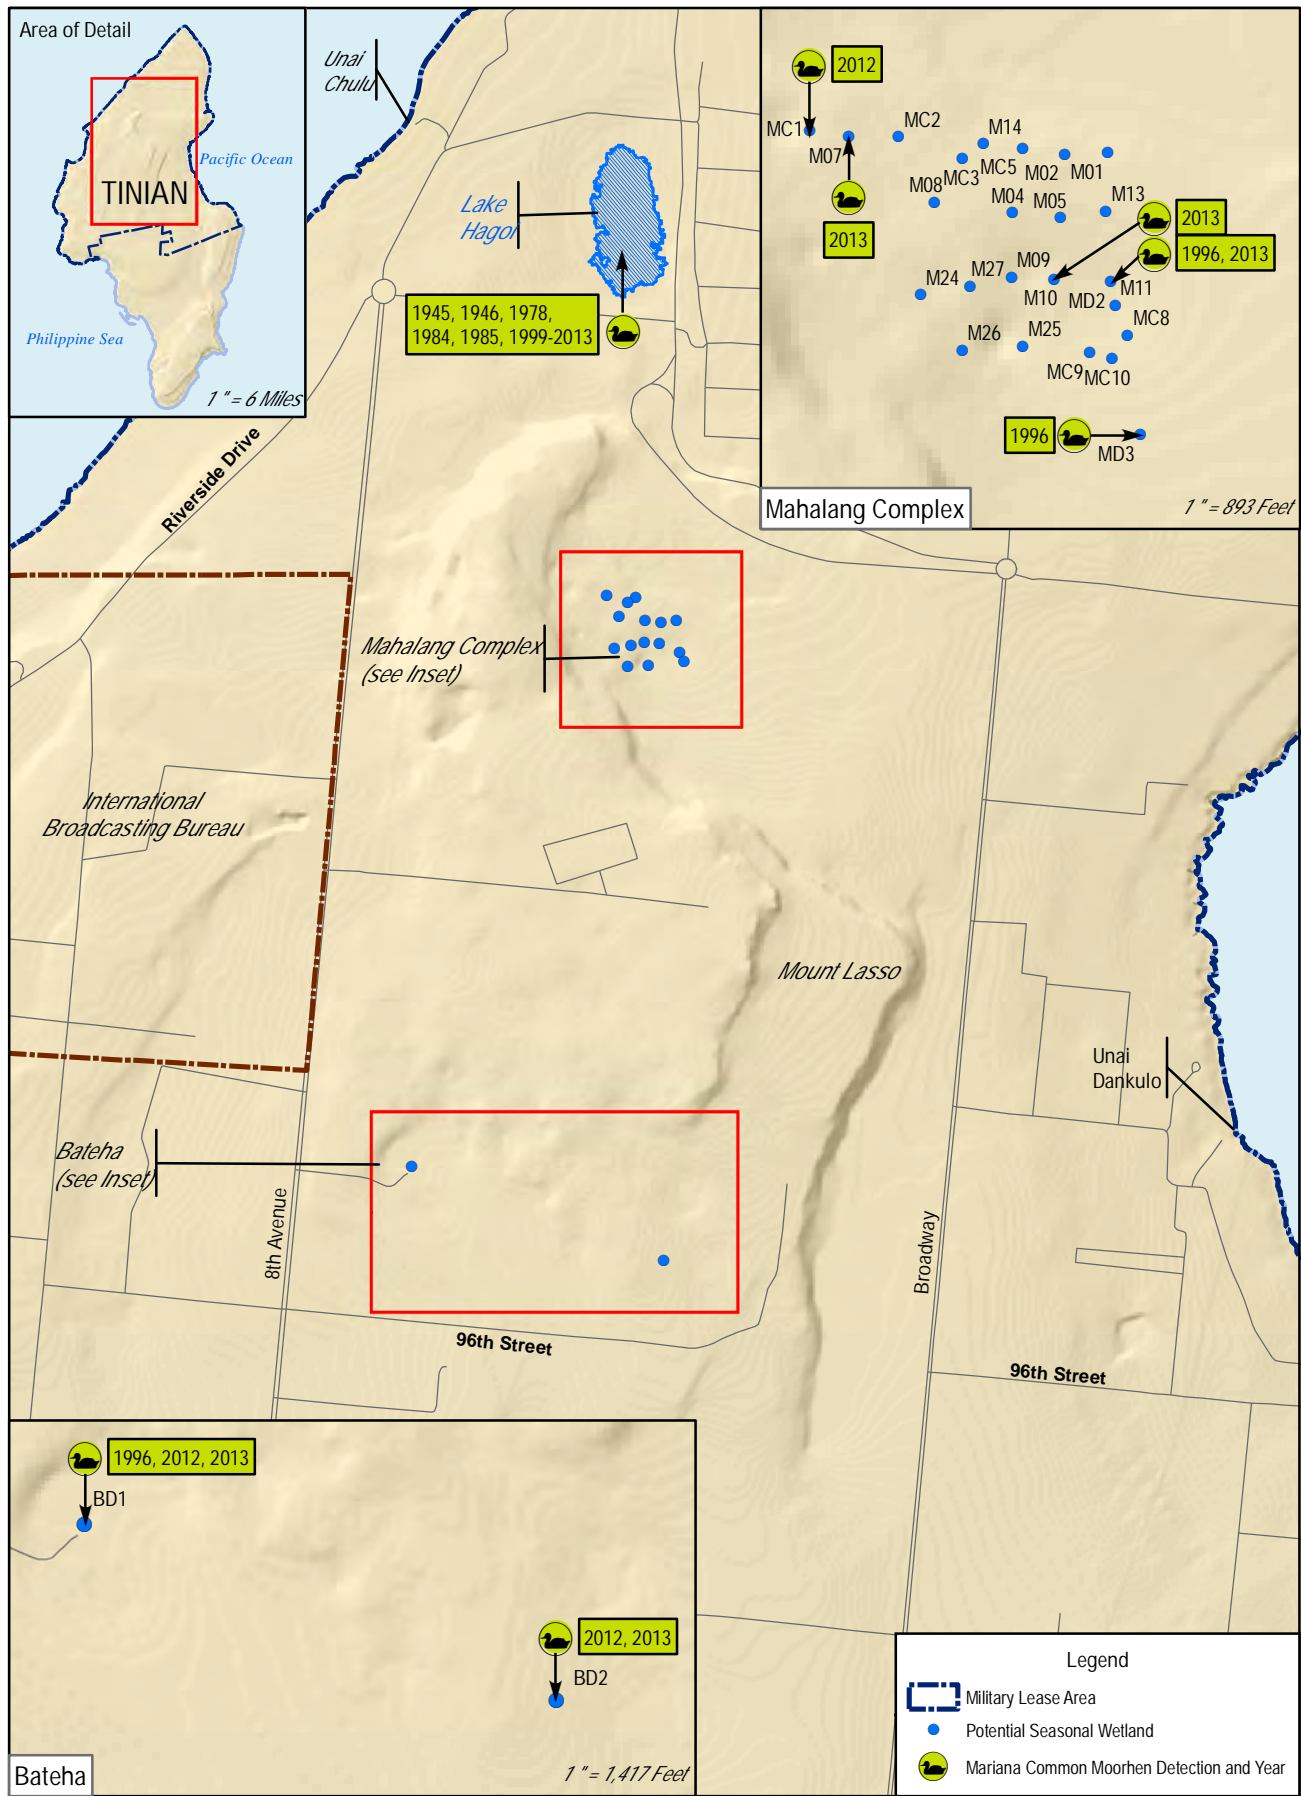 Area of Detail
Pacific Ocean
TINIAN
Philippine Sea
1 " = 6 Miles
Unai
Chulu
Lake
Hagoi
1945, 1946, 1978,
1984, 1985, 1999-2013
2012
MC1
M07
2013
MC2
M14
MC3
MC5
M02
M01
M08
M04
M05
M13
2013
1996, 2013
M24
M27
M09
M10
MD2
M11
MC8
M26
M25
MC9
MC10
1996
MD3
Mahalang Complex
1 " = 893 Feet
Riverside Drive
Mahalang Complex
(see Inset)
International
Broadcasting Bureau
Mount Lasso
Unai
Dankulo
Bateha
(see Inset)
8th Avenue
Broadway
96th Street
96th Street
1996, 2012, 2013
BD1
2012, 2013
BD2
Bateha
1 " = 1,417 Feet
Legend
Military Lease Area
Potential Seasonal Wetland
Mariana Common Moorhen Detection and Year